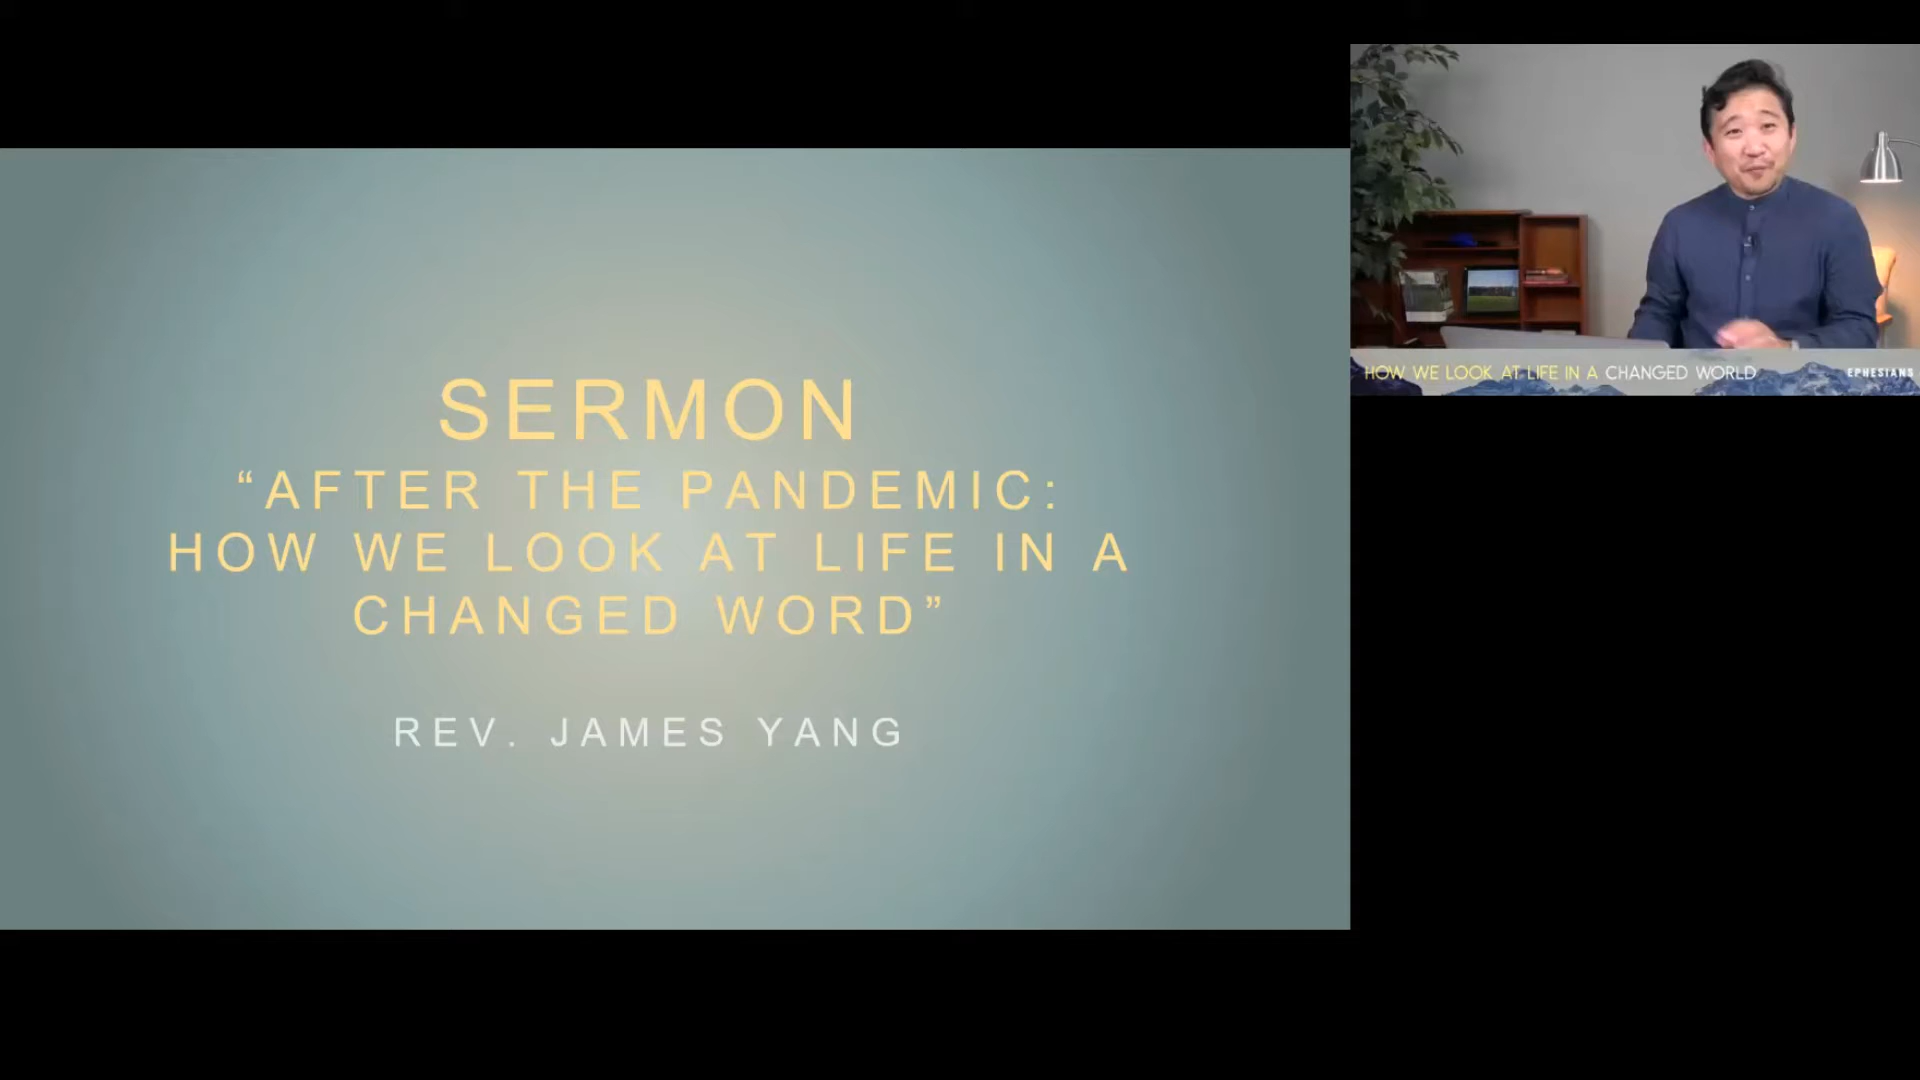 SERMON
“AFTER THE PANDEMIC:
HOW WE LOOK AT LIFE IN A
CHANGED WORD”
REV. JAMES YANG
HOW WE LOOK AT LIFE IN A CHANGED WORLD
EPHESIANS